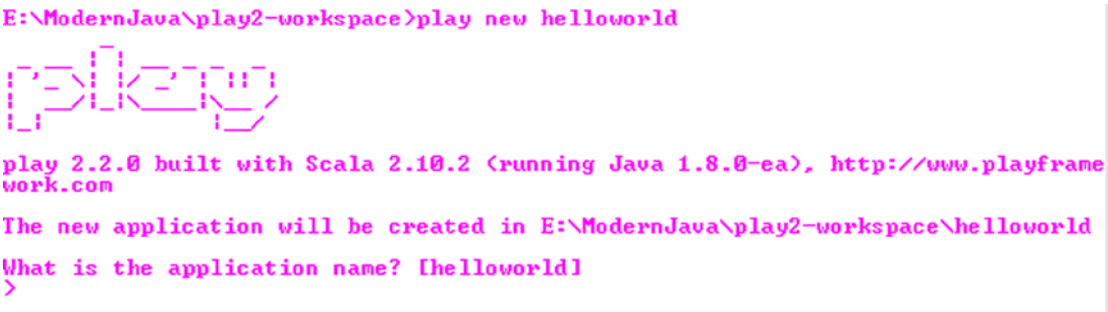 E:\ModernJava\play2-workspace>play new helloworld
play
play 2.2.0 built with Scala 2.10.2 (running Java 1.8.0-ea), http://www.playframe
work.com
The new application will be created in E:\ModernJava\play2-workspace\helloworld
What is the application name? [helloworld]
>